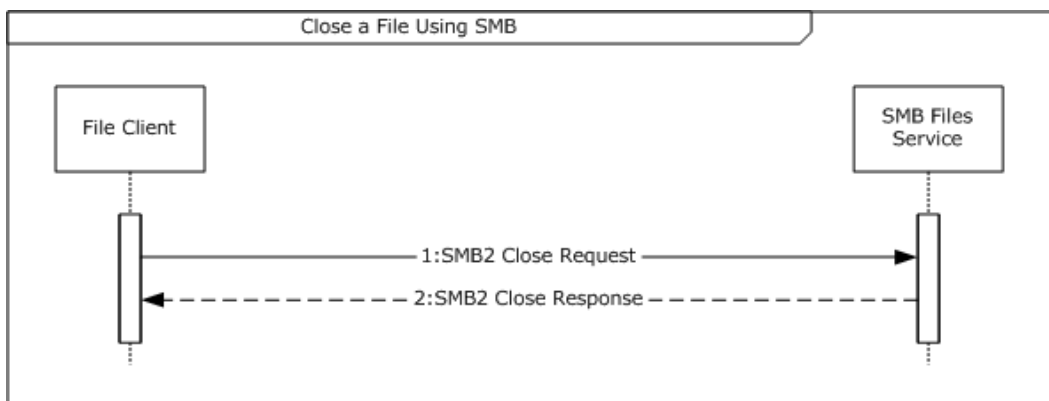 Close a File Using SMB
File Client
SMB Files
Service
1:SMB2 Close Request
2:SMB2 Close Response